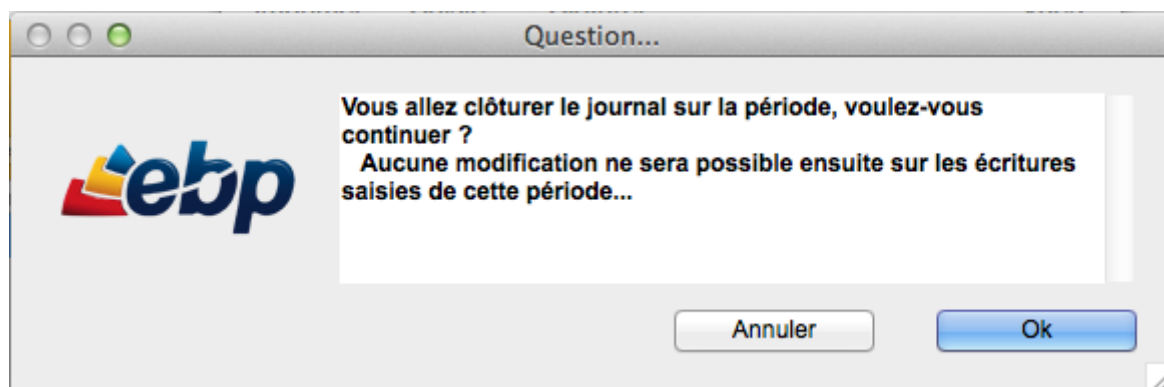 Question...
Vous allez clôturer le journal sur la période, voulez-vous
continuer ?
Aucune modification ne sera possible ensuite sur les écritures
saisies de cette période...
ebp
Annuler
Ok